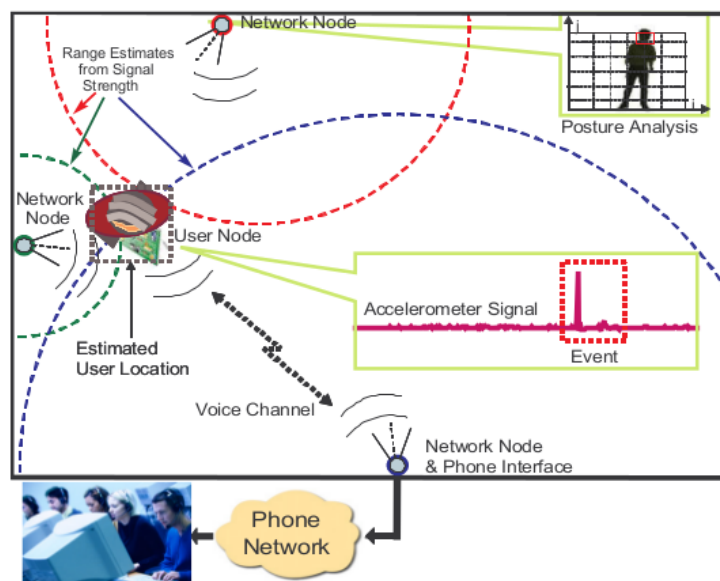 Network Node
Range Estimates
from Signal
Strength
j
i
Posture Analysis
Network
Node
User Node
Accelerometer Signal
Event
Estimated
User Location
Voice Channel
Network Node
& Phone Interface
Phone
Network